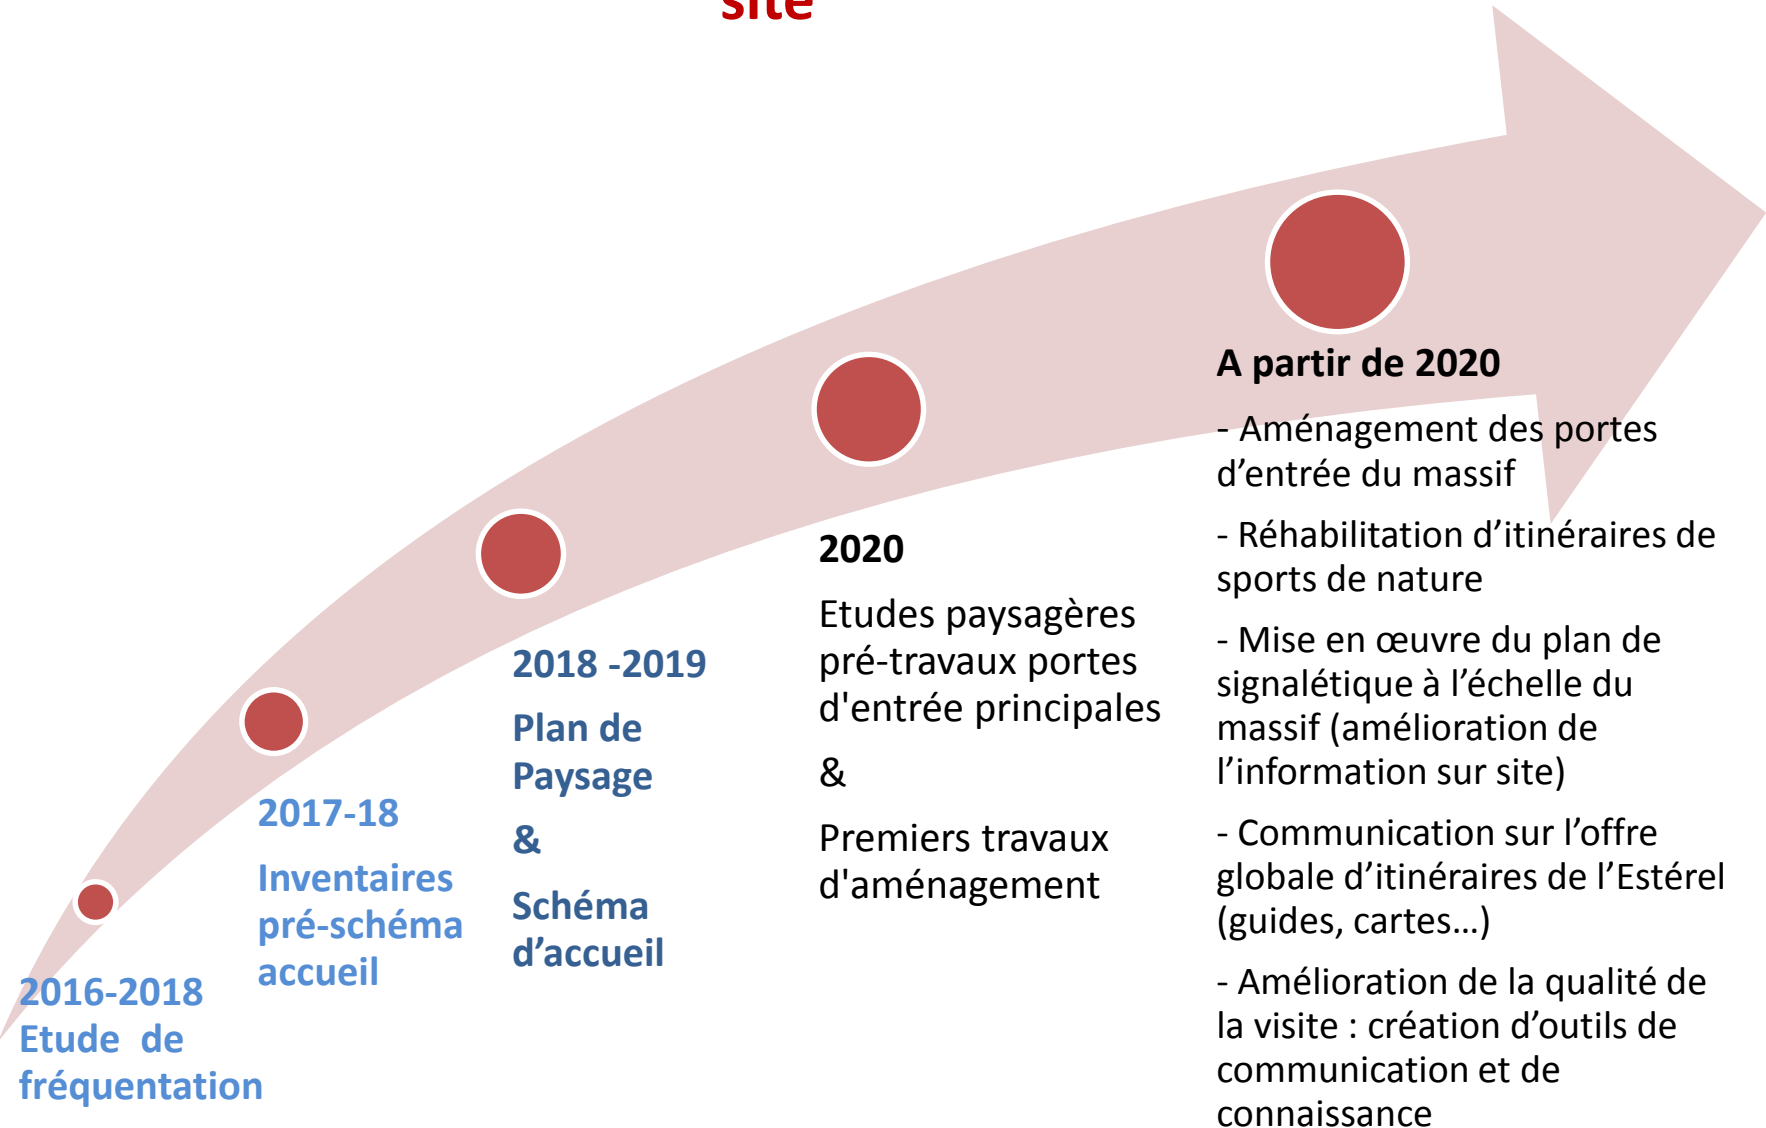 site
2016-2018
Etude de
fréquentation
2017-18
Inventaires
pré-schéma
accueil
2018 -2019
Plan de
Paysage
&
Schéma
d’accueil
2020
Etudes paysagères
pré-travaux portes
d'entrée principales
&
Premiers travaux
d'aménagement
A partir de 2020
- Aménagement des portes
d’entrée du massif
- Réhabilitation d’itinéraires de
sports de nature
- Mise en œuvre du plan de
signalétique à l’échelle du
massif (amélioration de
l’information sur site)
- Communication sur l’offre
globale d’itinéraires de l’Estérel
(guides, cartes…)
- Amélioration de la qualité de
la visite : création d’outils de
communication et de
connaissance